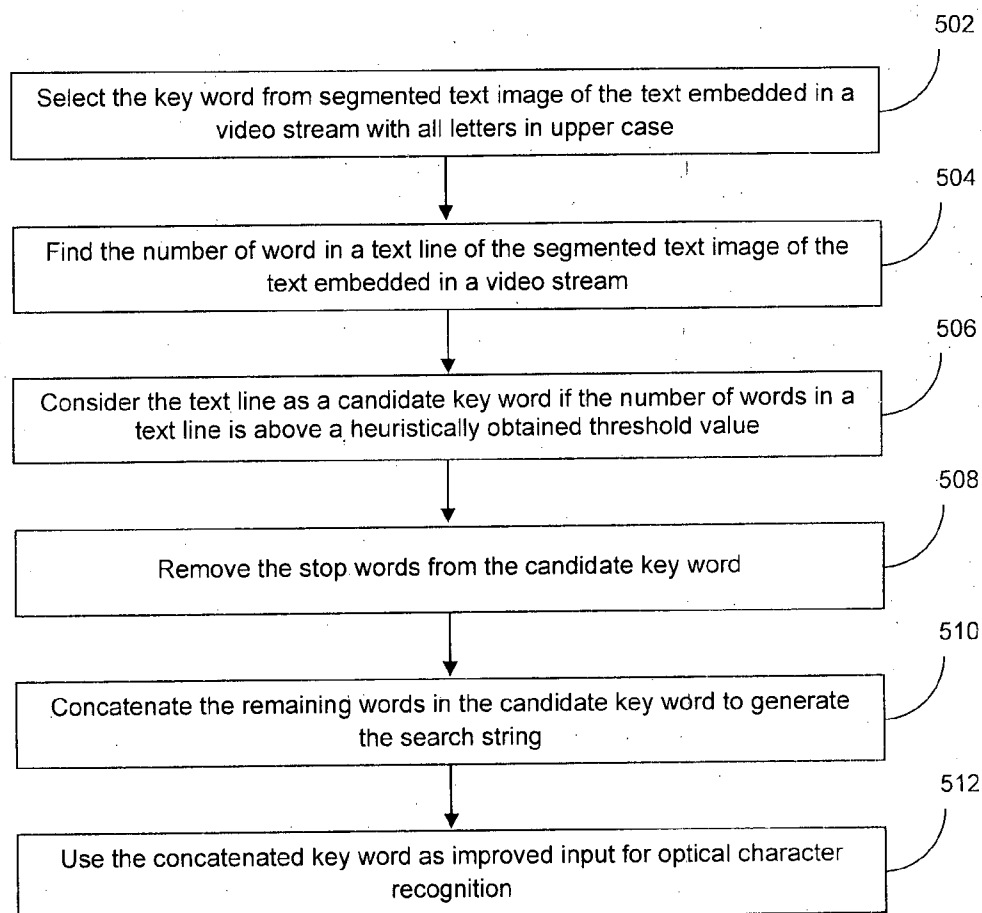 502
Select the key word from segmented text image of the text embedded in a
video stream with all letters in upper case
504
Find the number of word in a text line of the segmented text image of the
text embedded in a video stream
506
Consider the text line as a candidate key word if the number of words in a
text line is above a heuristically obtained threshold value
508
Remove the stop words from the candidate key word
510
Concatenate the remaining words in the candidate key word to generate
the search string
512
Use the concatenated key word as improved input for optical character
recognition